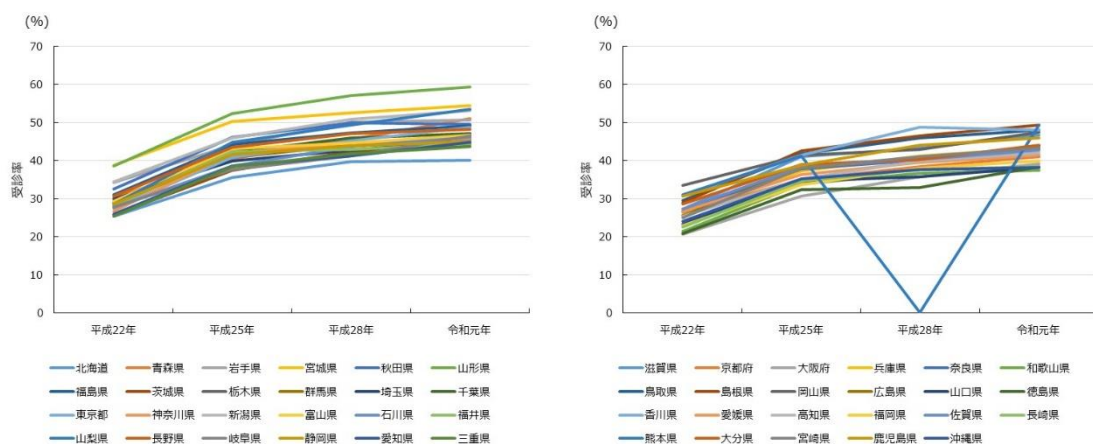 (%)
70
60
50
40
30
20
10
0
受診率
平成22年 平成25年 平成28年 令和元年
北海道 青森県 岩手県 宮城県 秋田県 山形県
福島県 茨城県 栃木県 群馬県 埼玉県 千葉県
東京都 神奈川県 新潟県 富山県 石川県 福井県
山梨県 長野県 岐阜県 静岡県 愛知県 三重県
(%)
70
60
50
40
30
20
10
0
受診率
平成22年 平成25年 平成28年 令和元年
滋賀県 京都府 大阪府 兵庫県 奈良県 和歌山県
鳥取県 島根県 岡山県 広島県 山口県 徳島県
香川県 愛媛県 高知県 福岡県 佐賀県 長崎県
熊本県 大分県 宮崎県 鹿児島県 沖縄県